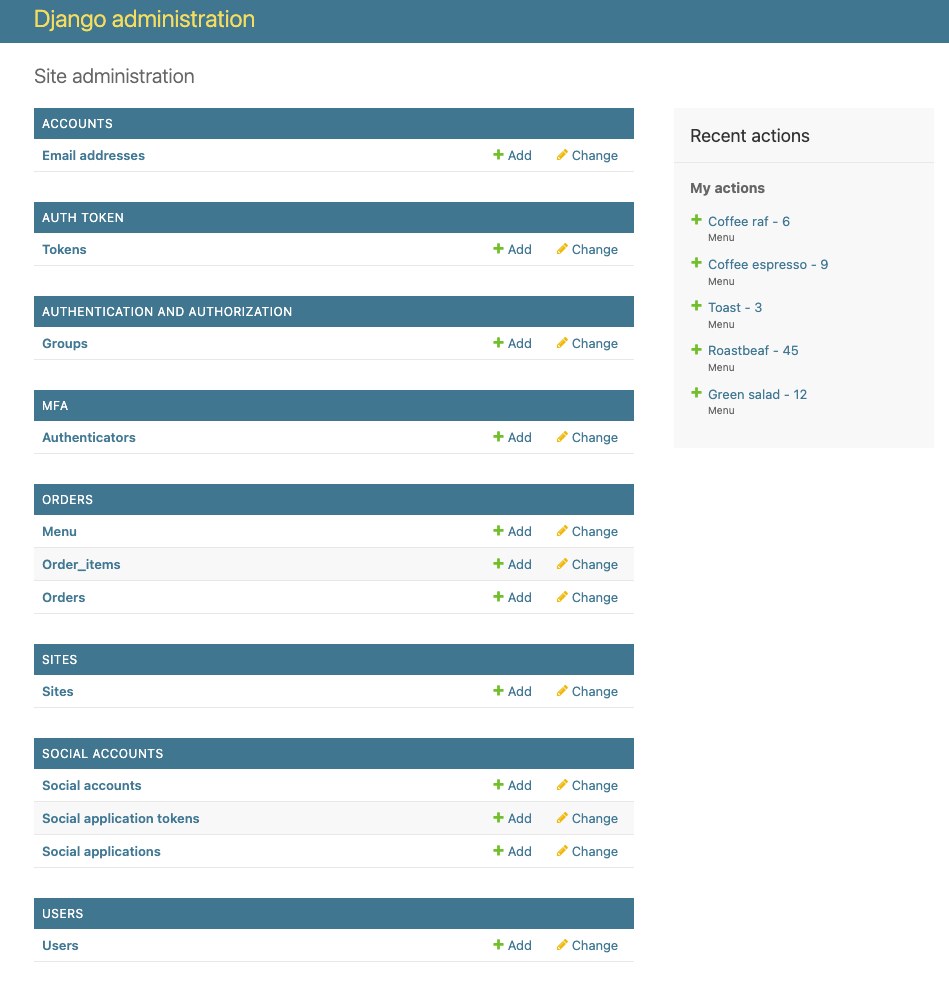 Django administration
Site administration
ACCOUNTS
Email addresses Add Change
AUTH TOKEN
Tokens Add Change
AUTHENTICATION AND AUTHORIZATION
Groups Add Change
MFA
Authenticators Add Change
ORDERS
Menu Add Change
Order_items Add Change
Orders Add Change
SITES
Sites Add Change
SOCIAL ACCOUNTS
Social accounts Add Change
Social application tokens Add Change
Social applications Add Change
USERS
Users Add Change
Recent actions
My actions
Coffee raf - 6
Menu
Coffee espresso - 9
Menu
Toast - 3
Menu
Roastbeaf - 45
Menu
Green salad - 12
Menu